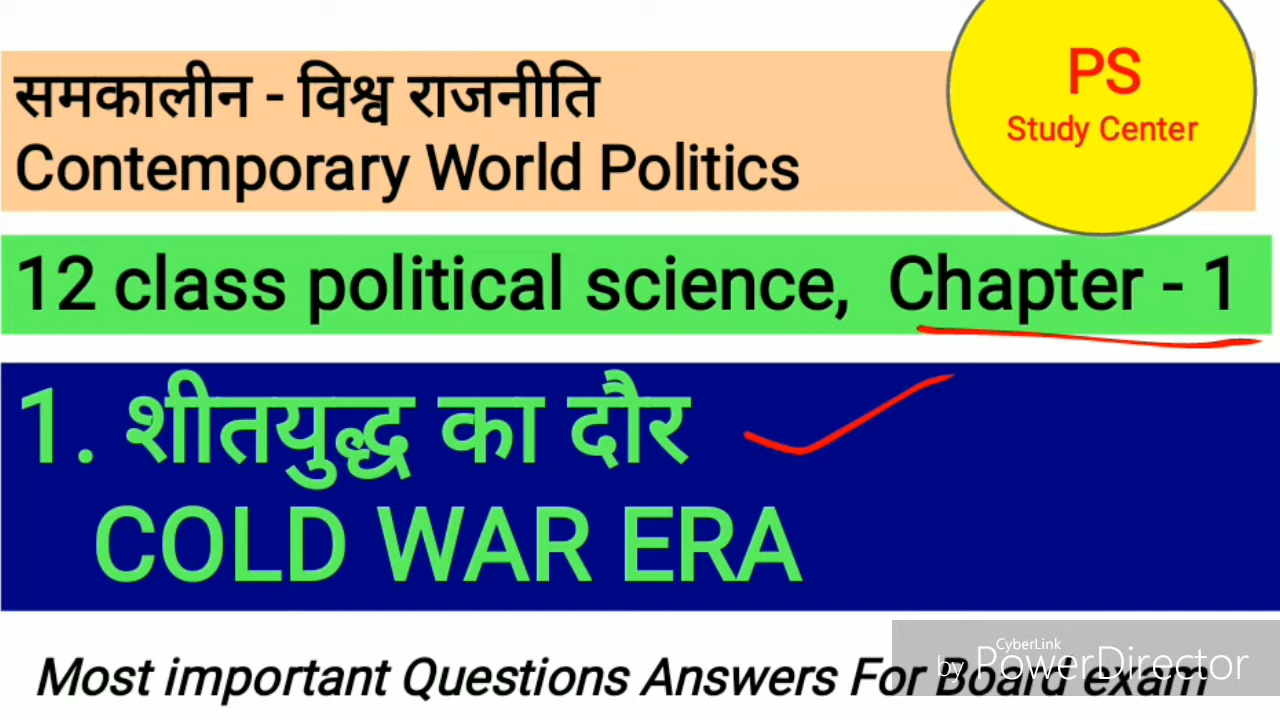 समकालीन - विश्व राजनीति
Contemporary World Politics
PS
Study Center
12 class political science, Chapter - 1
1. शीतयुद्ध का दौर
COLD WAR ERA
Most important Questions Answers For Board exam
CyberLink
by PowerDirector